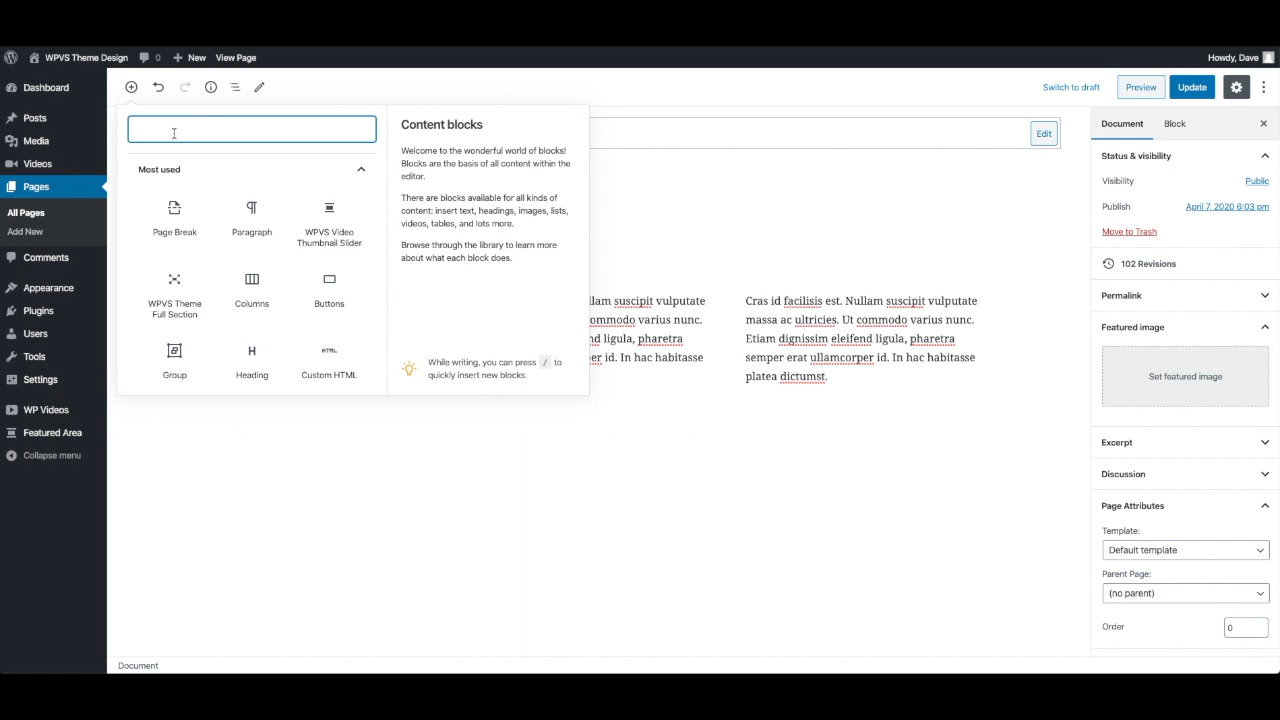 WPVS Theme Design
0
New
View Page
Howdy, Dave
Dashboard
Posts
Media
Videos
Pages
All Pages
Add New
Comments
Appearance
Plugins
Users
Tools
Settings
WP Videos
Featured Area
Collapse menu
Switch to draft
Preview
Update
Most used
Page Break
Paragraph
WPVS Video
Thumbnail Slider
WPVS Theme
Full Section
Columns
Buttons
Group
H
Heading
HTML
Custom HTML
Content blocks
Welcome to the wonderful world of blocks!
Blocks are the basis of all content within the
editor.
There are blocks available for all kinds of
content: insert text, headings, images, lists,
videos, tables, and lots more.
Browse through the library to learn more
about what each block does.
While writing, you can press / to
quickly insert new blocks.
Edit
suscipit vulputate
commodo varius nunc.
ligula, pharetra
id. In hac habitasse
Cras id facilisis est. Nullam suscipit vulputate
massa ac ultricies. Ut commodo varius nunc.
Etiam dignissim eleifend ligula, pharetra
semper erat ullamcorper id. In hac habitasse
platea dictumst.
Document
Block
Status & visibility
Visibility
Public
Publish
April 7, 2020 6:03 pm
Move to Trash
102 Revisions
Permalink
Featured image
Set featured image
Excerpt
Discussion
Page Attributes
Template:
Default template
Parent Page:
(no parent)
Order
0
Document